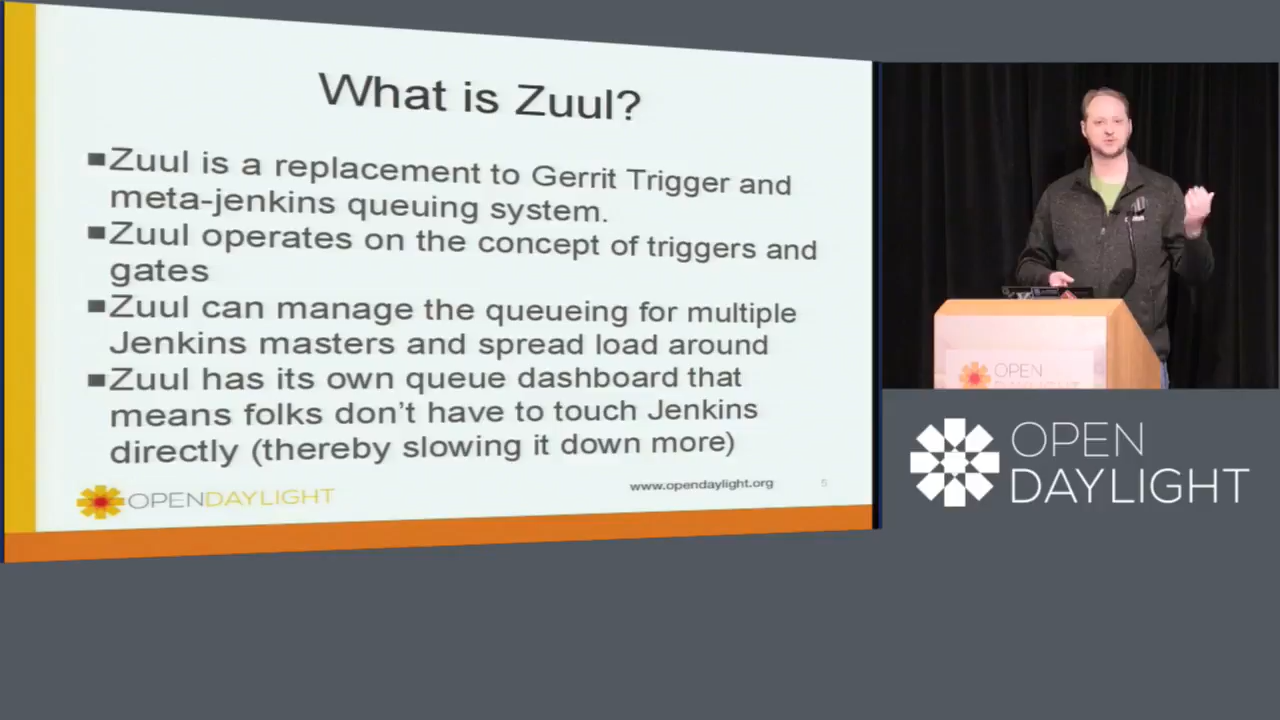 What is Zuul?
▪Zuul is a replacement to Gerrit Trigger and
meta-jenkins queuing system.
▪Zuul operates on the concept of triggers and
gates
▪Zuul can manage the queueing for multiple
Jenkins masters and spread load around
▪Zuul has its own queue dashboard that
means folks don’t have to touch Jenkins
directly (thereby slowing it down more)
OPENDAYLIGHT
www.opendaylight.org
5
OPEN
DAYLIGHT
OPEN
DAYLIGHT